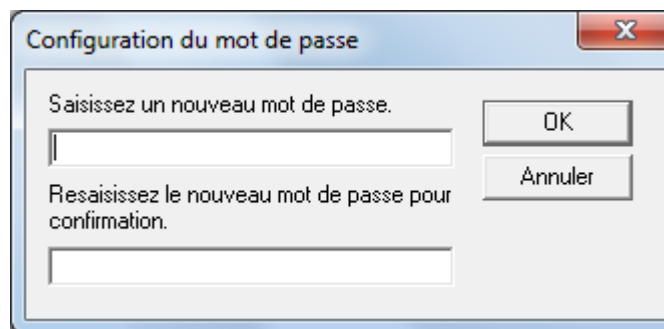 Configuration du mot de passe
Saisissez un nouveau mot de passe.
OK
Annuler
Resaisissez le nouveau mot de passe pour
confirmation.